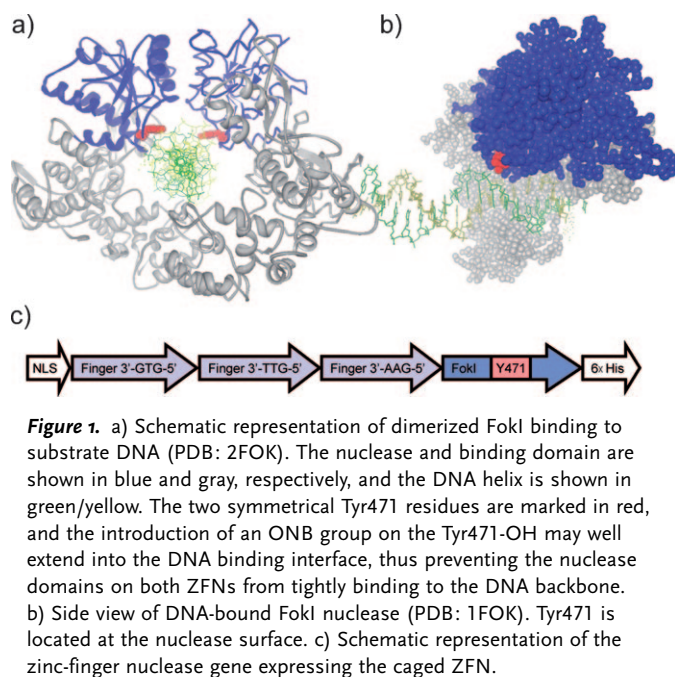 a)
b)
c)
NLS Finger 3'-GTG-5' Finger 3'-TTG-5' Finger 3'-AAG-5' FokI Y471 6x His
Figure 1. a) Schematic representation of dimerized FokI binding to
substrate DNA (PDB: 2FOK). The nuclease and binding domain are
shown in blue and gray, respectively, and the DNA helix is shown in
green/yellow. The two symmetrical Tyr471 residues are marked in red,
and the introduction of an ONB group on the Tyr471-OH may well
extend into the DNA binding interface, thus preventing the nuclease
domains on both ZFNs from tightly binding to the DNA backbone.
b) Side view of DNA-bound FokI nuclease (PDB: 1FOK). Tyr471 is
located at the nuclease surface. c) Schematic representation of the
zinc-finger nuclease gene expressing the caged ZFN.